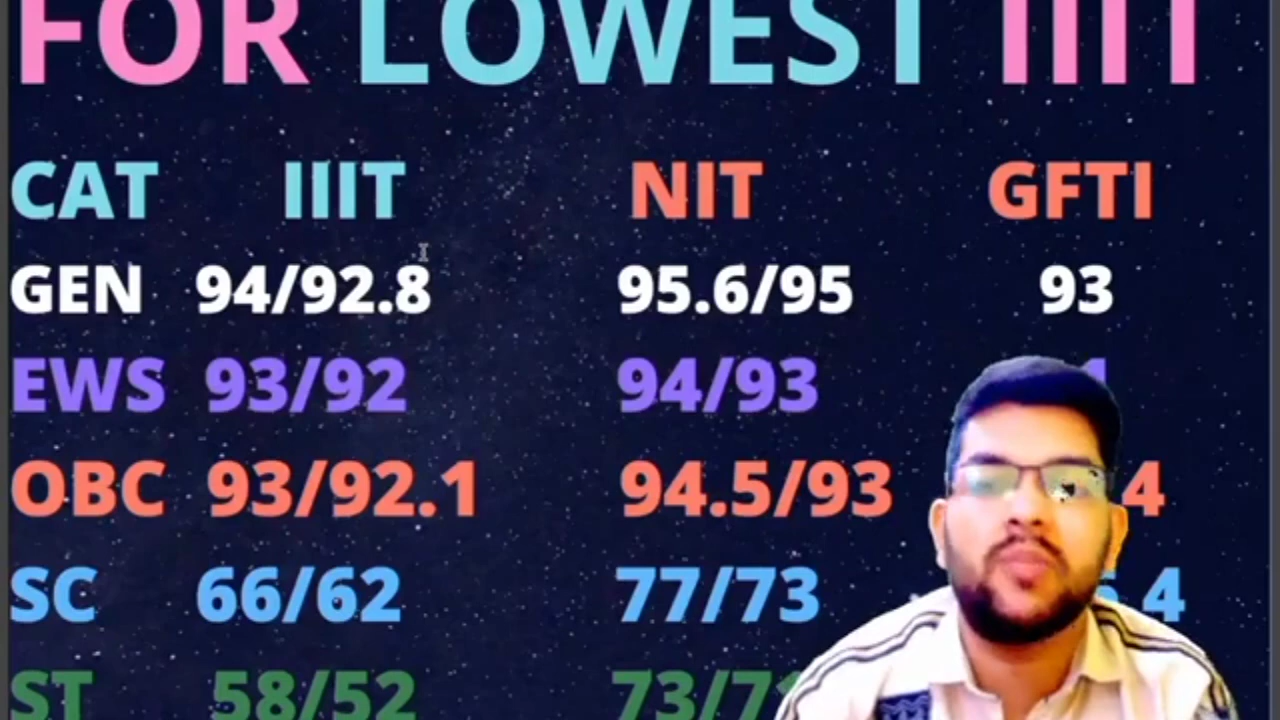 FOR LOWEST IIIT
CAT IIIT NIT GFTI
GEN 94/92.8 95.6/95 93
EWS 93/92 94/93
OBC 93/92.1 94.5/93
SC 66/62 77/73
ST 58/52